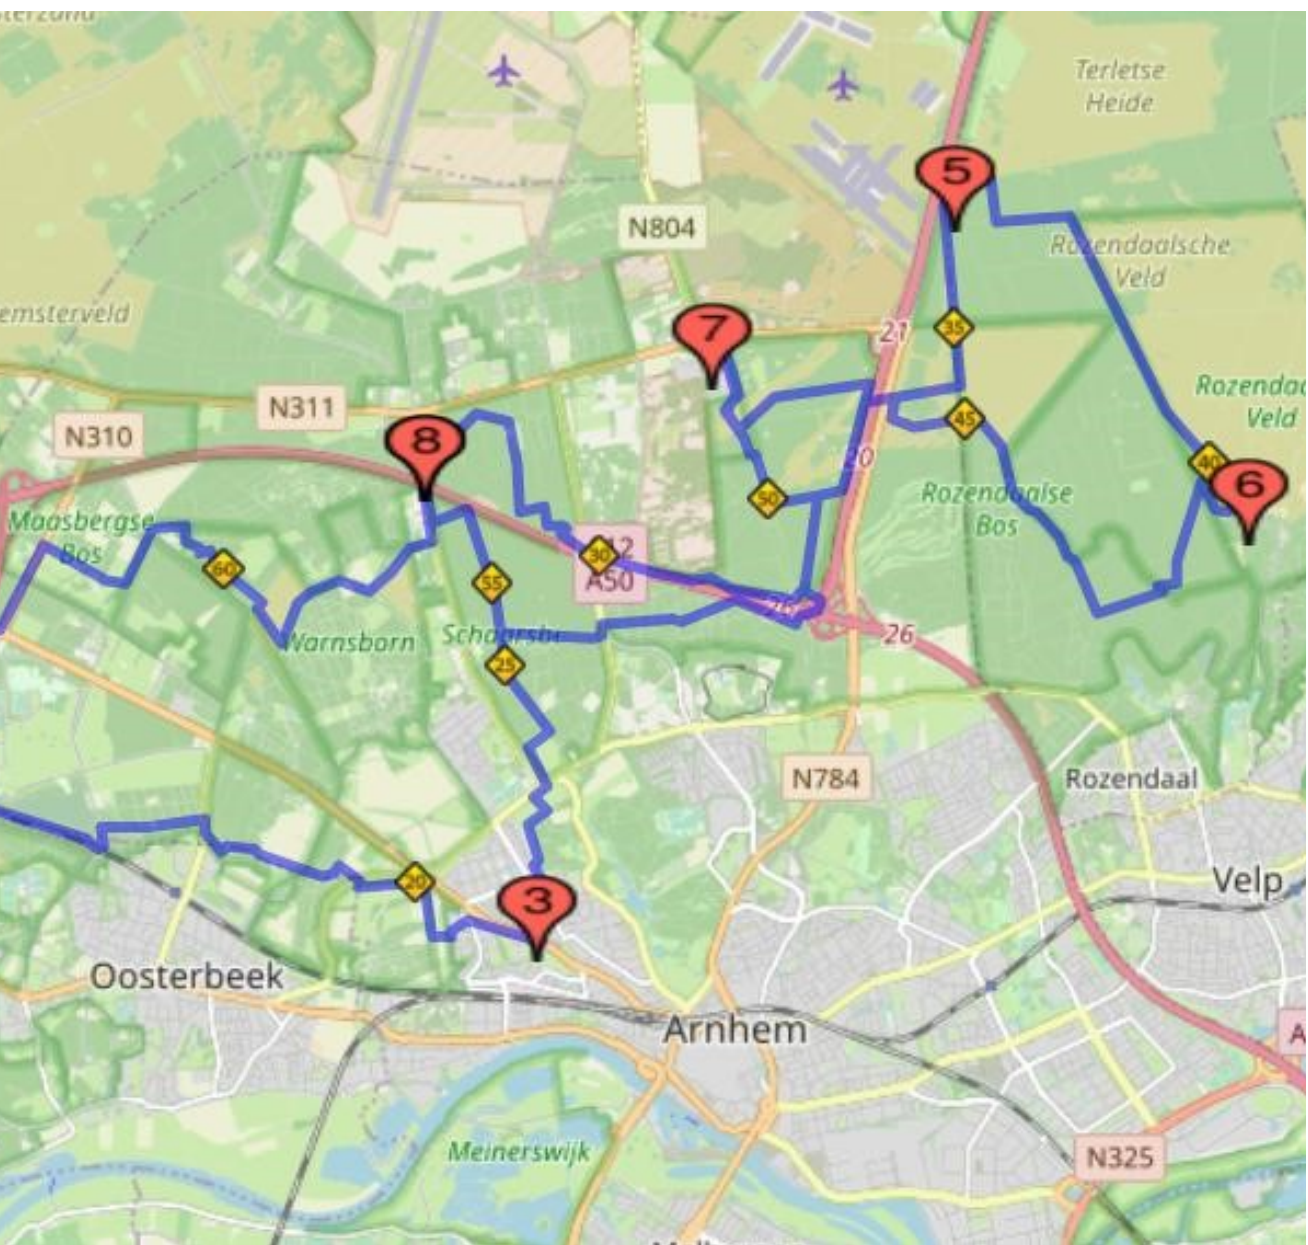 Terletse
Heide
5
N804
Rozendaalsche
Veld
emsterveld
7
21
35
Rozendaa
Veld
N311
N310
8
45
40
20
6
50
Rozendaalse
Bos
Maasbergse
Bos
30
A50
60
55
26
26
Warnsborn
Schaarsb
25
N784
Rozendaal
Velp
20
3
Oosterbeek
Arnhem
A
Meinerswijk
N325